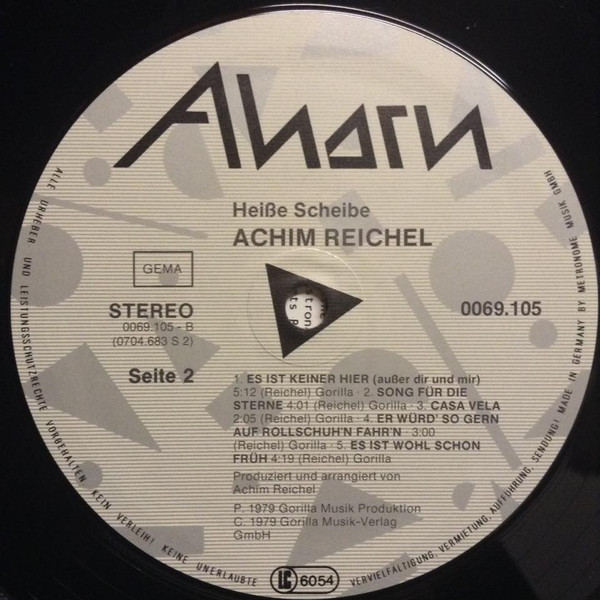 Ahorn
Heiße Scheibe
ACHIM REICHEL
GEMA
STEREO
0069.105 - B
(0704.683 S 2)
0069.105
Seite 2
1. ES IST KEINER HIER (außer dir und mir)
5:12 (Reichel) Gorilla · 2. SONG FÜR DIE
STERNE 4:01 (Reichel) Gorilla · 3. CASA VELA
2:05 (Reichel) Gorilla · 4. ER WÜRD' SO GERN
AUF ROLLSCHUH'N FAHR'N · 3:00
(Reichel) Gorilla · 5. ES IST WOHL SCHON
FRÜH 4:19 (Reichel) Gorilla
Produziert und arrangiert von
Achim Reichel
P. 1979 Gorilla Musik Produktion
C. 1979 Gorilla Musik-Verlag
GmbH
ALLE URHEBER UND LEISTUNGSSCHUTZRECHTE VORBEHALTEN KEIN VERLEIH! KEINE UNERLAUBTE
LC 6054
VERVIELFÄLTIGUNG, VERMIETUNG, AUFFÜHRUNG, SENDUNG! MADE IN GERMANY BY METRONOME MUSIK GMBH